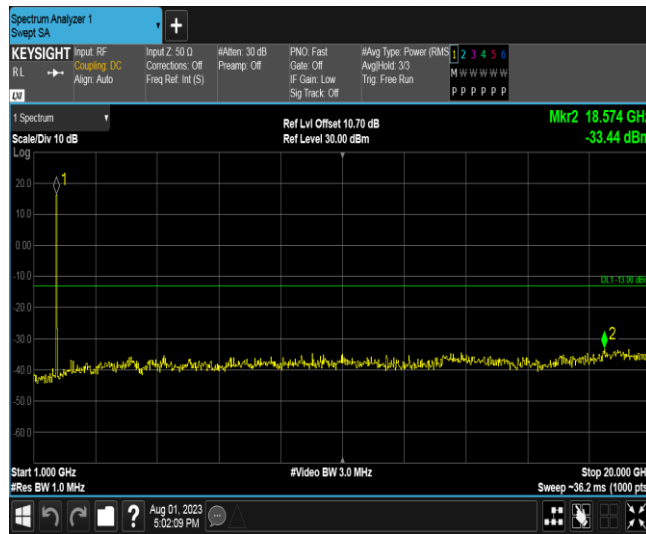 Spectrum Analyzer 1
Swept SA
KEYSIGHT
RL
LXI
Input: RF
Coupling: DC
Align: Auto
Input Z: 50 Ω
Corrections: Off
Freq Ref: Int (S)
#Atten: 30 dB
Preamp: Off
PNO: Fast
Gate: Off
IF Gain: Low
Sig Track: Off
#Avg Type: Power (RMS
Avg|Hold: 3/3
Trig: Free Run
1 2 3 4 5 6
M W W W W W
P P P P P P
1 Spectrum
Scale/Div 10 dB
Ref Lvl Offset 10.70 dB
Ref Level 30.00 dBm
Mkr2 18.574 GH
-33.44 dBm
Log
1
20.0
10.0
0.00
-10.0
DL1 -13.00 dB
-20.0
-30.0
2
-40.0
-50.0
-60.0
Start 1.000 GHz
#Video BW 3.0 MHz
Stop 20.000 GH
#Res BW 1.0 MHz
Sweep ~36.2 ms (1000 pts
?
Aug 01, 2023
5:02:09 PM